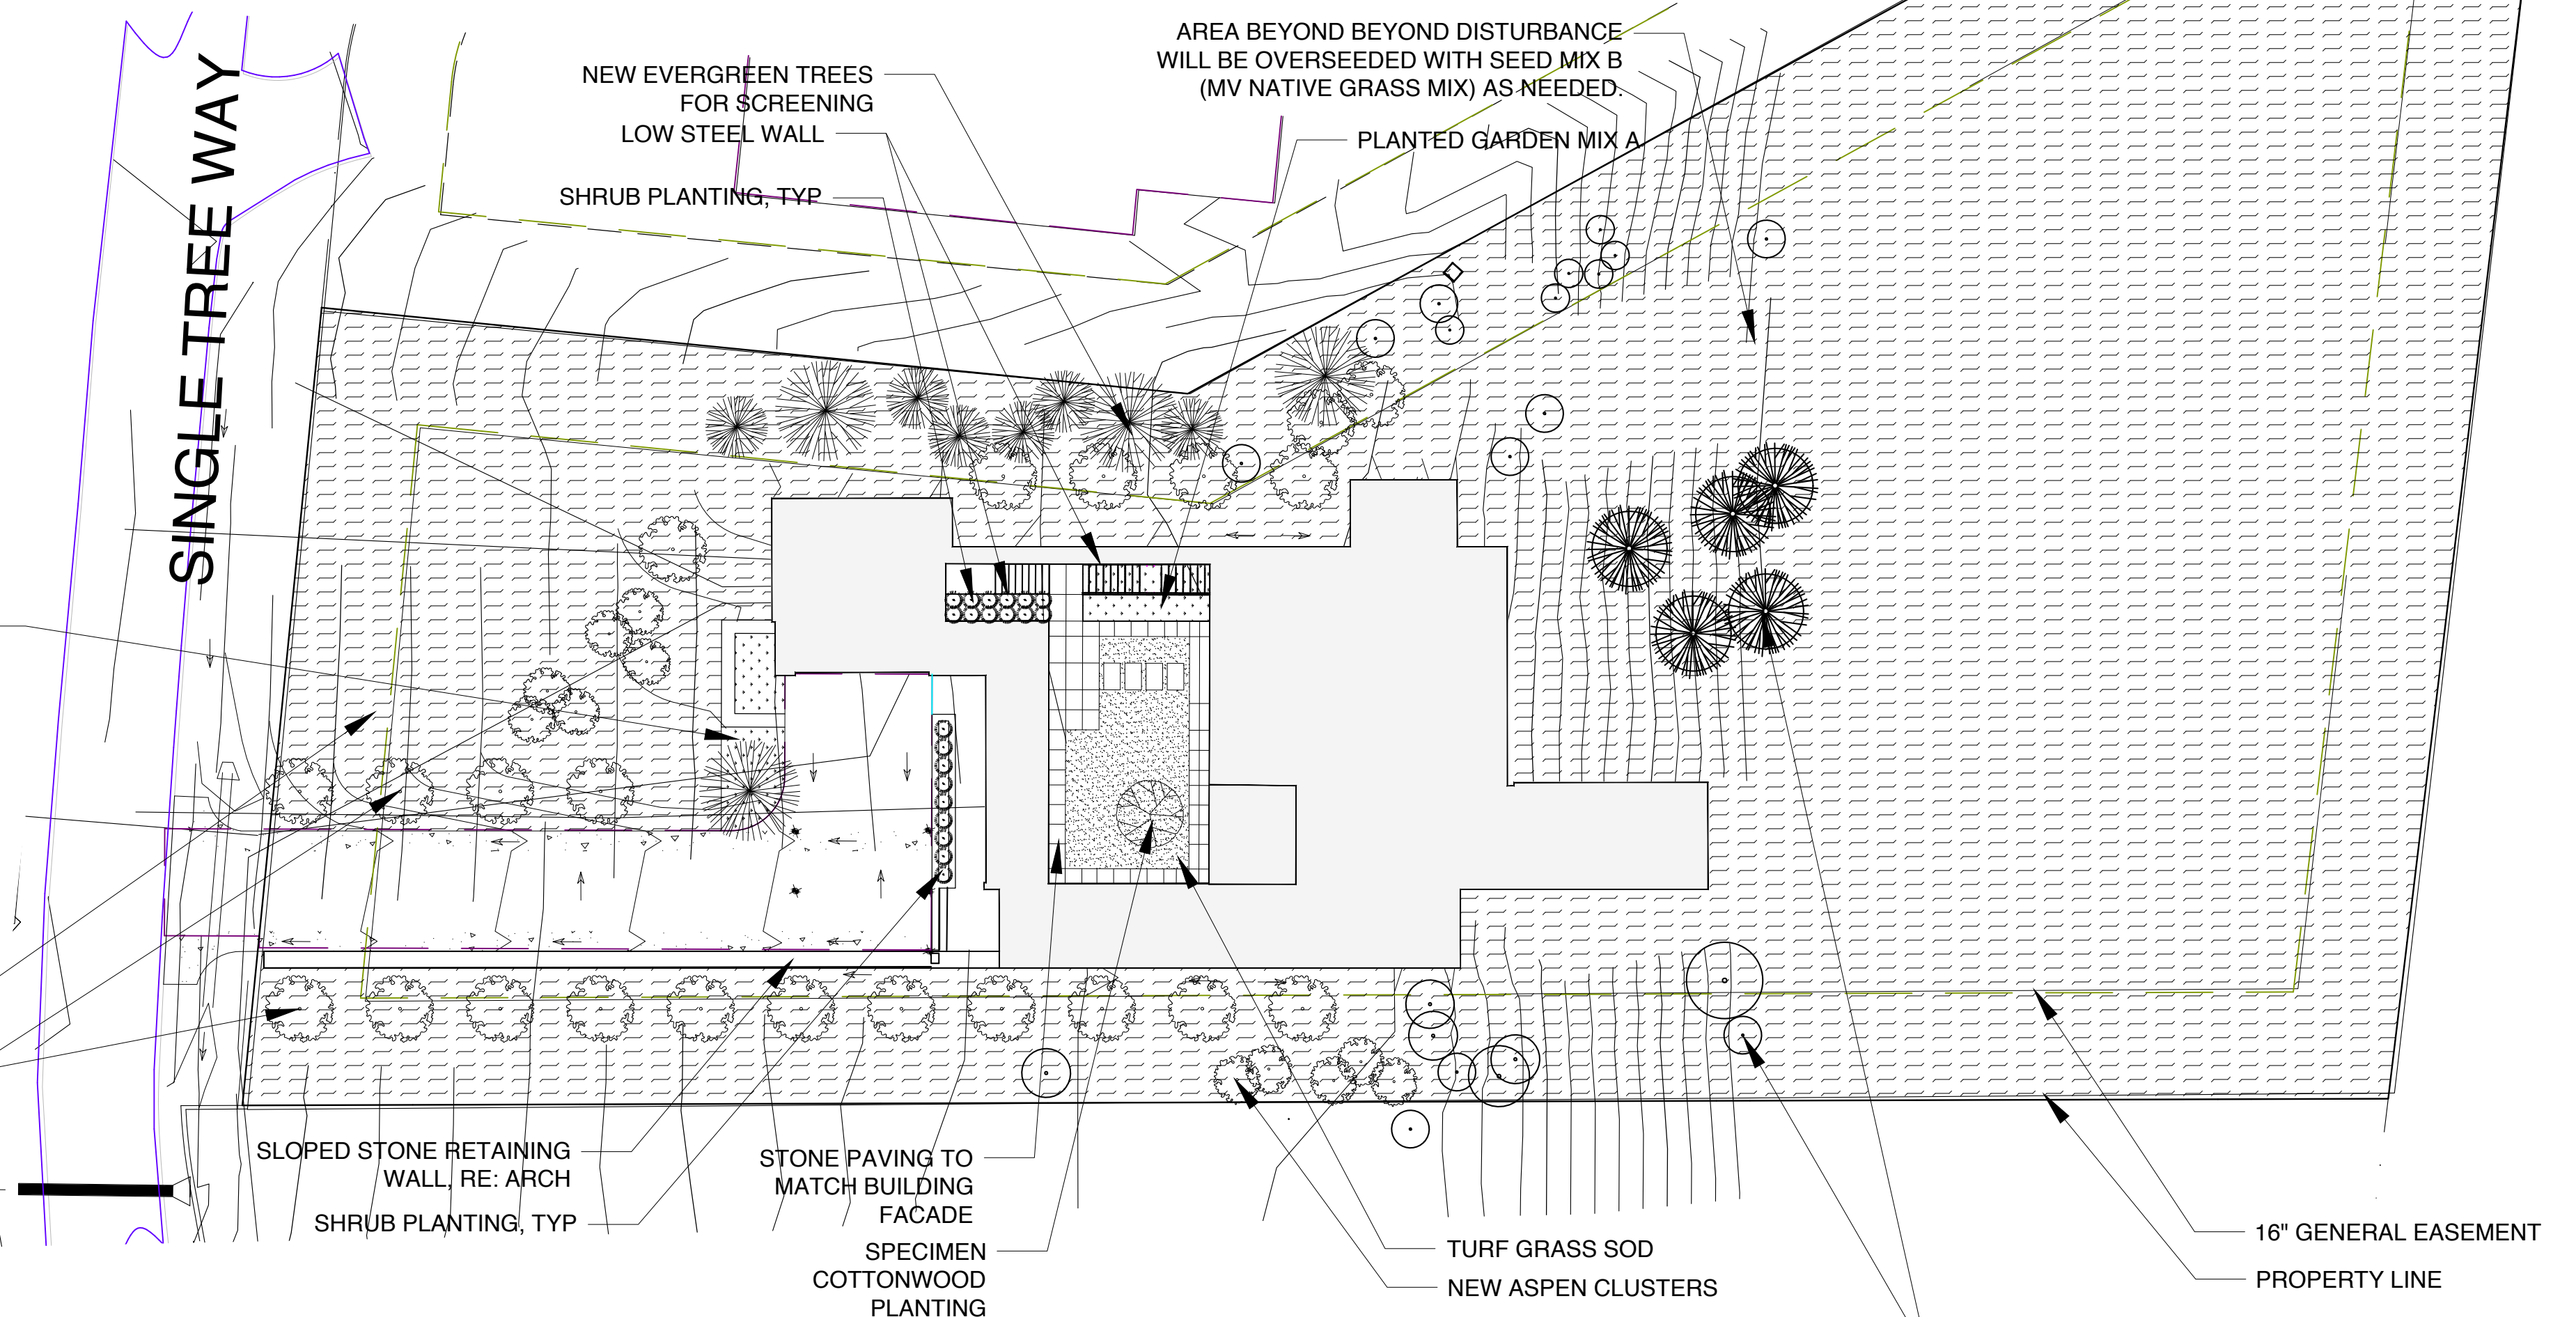 SINGLE TREE WAY
AREA BEYOND BEYOND DISTURBANCE
WILL BE OVERSEEDED WITH SEED MIX B
(MV NATIVE GRASS MIX) AS NEEDED.
NEW EVERGREEN TREES
FOR SCREENING
LOW STEEL WALL
PLANTED GARDEN MIX A
SHRUB PLANTING, TYP
SLOPED STONE RETAINING
WALL, RE: ARCH
SHRUB PLANTING, TYP
STONE PAVING TO
MATCH BUILDING
FACADE
SPECIMEN
COTTONWOOD
PLANTING
TURF GRASS SOD
NEW ASPEN CLUSTERS
16" GENERAL EASEMENT
PROPERTY LINE